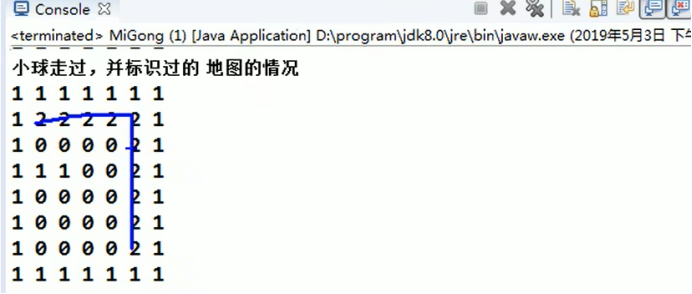 Console
<terminated> MiGong (1) [Java Application] D:\program\jdk8.0\jre\bin\javaw.exe (2019年5月3日 下
小球走过，并标识过的 地图的情况
1 1 1 1 1 1 1
1 2 2 2 2 2 1
1 0 0 0 0 2 1
1 1 1 0 0 2 1
1 0 0 0 0 2 1
1 0 0 0 0 2 1
1 0 0 0 0 2 1
1 1 1 1 1 1 1